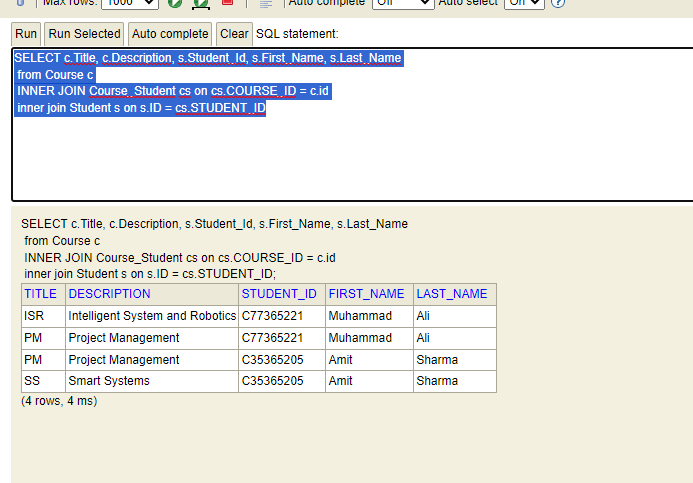 Max rows: 1000 Auto complete Off Auto select On ?
Run Run Selected Auto complete Clear SQL statement:
SELECT c.Title, c.Description, s.Student_Id, s.First_Name, s.Last_Name
from Course c
INNER JOIN Course_Student cs on cs.COURSE_ID = c.id
inner join Student s on s.ID = cs.STUDENT_ID
SELECT c.Title, c.Description, s.Student_Id, s.First_Name, s.Last_Name
from Course c
INNER JOIN Course_Student cs on cs.COURSE_ID = c.id
inner join Student s on s.ID = cs.STUDENT_ID;
TITLE DESCRIPTION STUDENT_ID FIRST_NAME LAST_NAME
ISR Intelligent System and Robotics C77365221 Muhammad Ali
PM Project Management C77365221 Muhammad Ali
PM Project Management C35365205 Amit Sharma
SS Smart Systems C35365205 Amit Sharma
(4 rows, 4 ms)